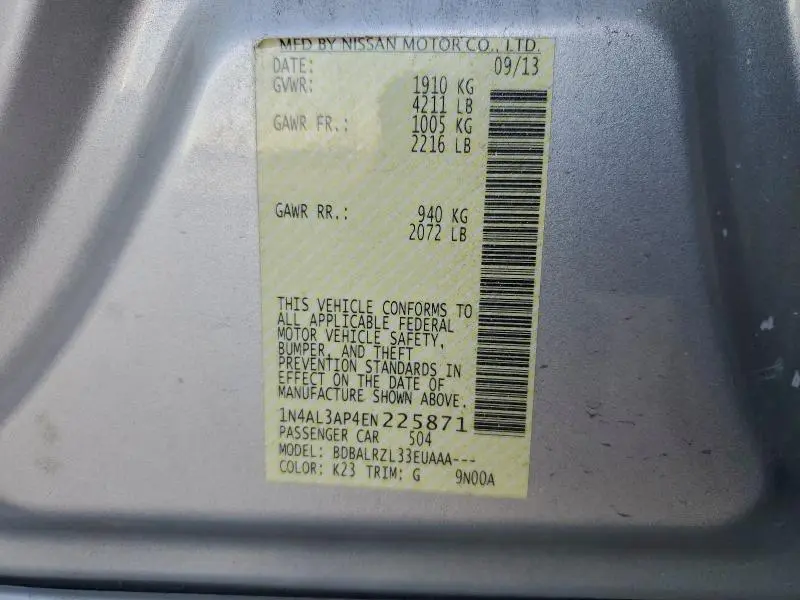 MFD BY NISSAN MOTOR CO., LTD.
DATE: 09/13
GVWR: 1910 KG
4211 LB
GAWR FR.: 1005 KG
2216 LB
GAWR RR.: 940 KG
2072 LB
THIS VEHICLE CONFORMS TO
ALL APPLICABLE FEDERAL
MOTOR VEHICLE SAFETY,
BUMPER, AND THEFT
PREVENTION STANDARDS IN
EFFECT ON THE DATE OF
MANUFACTURE SHOWN ABOVE.
1N4AL3AP4EN225871
PASSENGER CAR 504
MODEL: BDBALRZL33EUAAA---
COLOR: K23 TRIM: G 9N00A